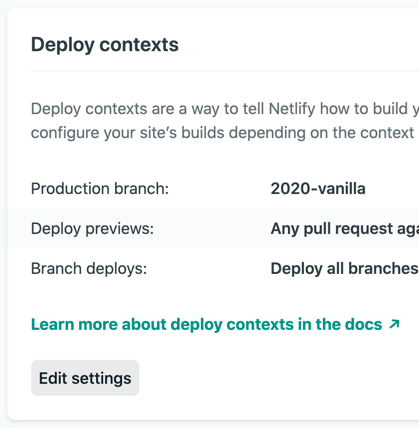 Deploy contexts
Deploy contexts are a way to tell Netlify how to build
configure your site's builds depending on the context
Production branch: 2020-vanilla
Deploy previews: Any pull request
Branch deploys: Deploy all branches
Learn more about deploy contexts in the docs ↗
Edit settings